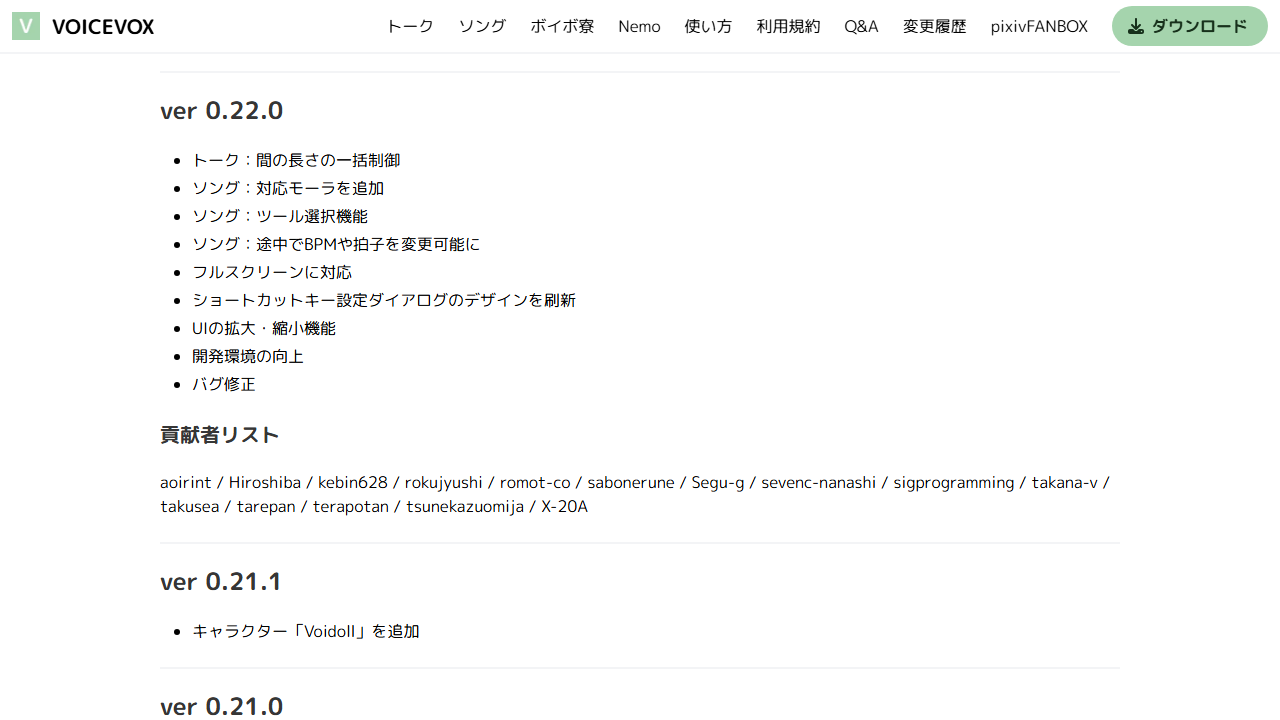 V VOICEVOX トーク ソング ボイボ寮 Nemo 使い方 利用規約 Q&A 変更履歴 pixivFANBOX ダウンロード
ver 0.22.0
トーク：間の長さの一括制御
ソング：対応モーラを追加
ソング：ツール選択機能
ソング：途中でBPMや拍子を変更可能に
フルスクリーンに対応
ショートカットキー設定ダイアログのデザインを刷新
UIの拡大・縮小機能
開発環境の向上
バグ修正
貢献者リスト
aoirint / Hiroshiba / kebin628 / rokujyushi / romot-co / sabonerune / Segu-g / sevenc-nanashi / sigprogramming / takana-v /
takusea / tarepan / terapotan / tsunekazuomija / X-20A
ver 0.21.1
キャラクター「Voidoll」を追加
ver 0.21.0